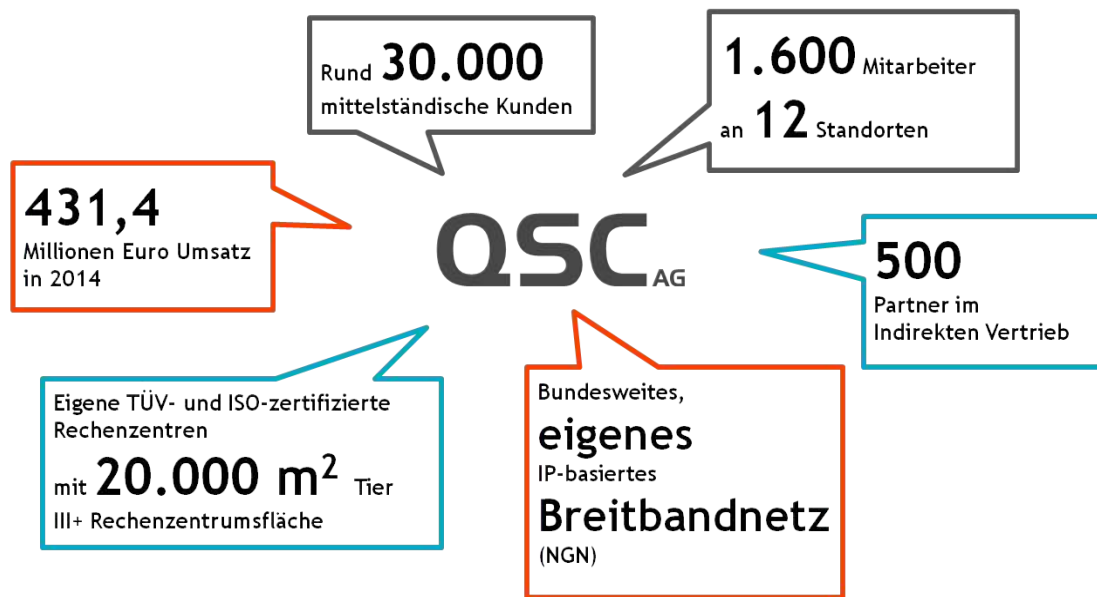 Rund 30.000
mittelständische Kunden
1.600 Mitarbeiter
an 12 Standorten
431,4
Millionen Euro Umsatz
in 2014
QSC AG
500
Partner im
Indirekten Vertrieb
Eigene TÜV- und ISO-zertifizierte
Rechenzentren
mit 20.000 m² Tier
III+ Rechenzentrumsfläche
Bundesweites,
eigenes
IP-basiertes
Breitbandnetz
(NGN)